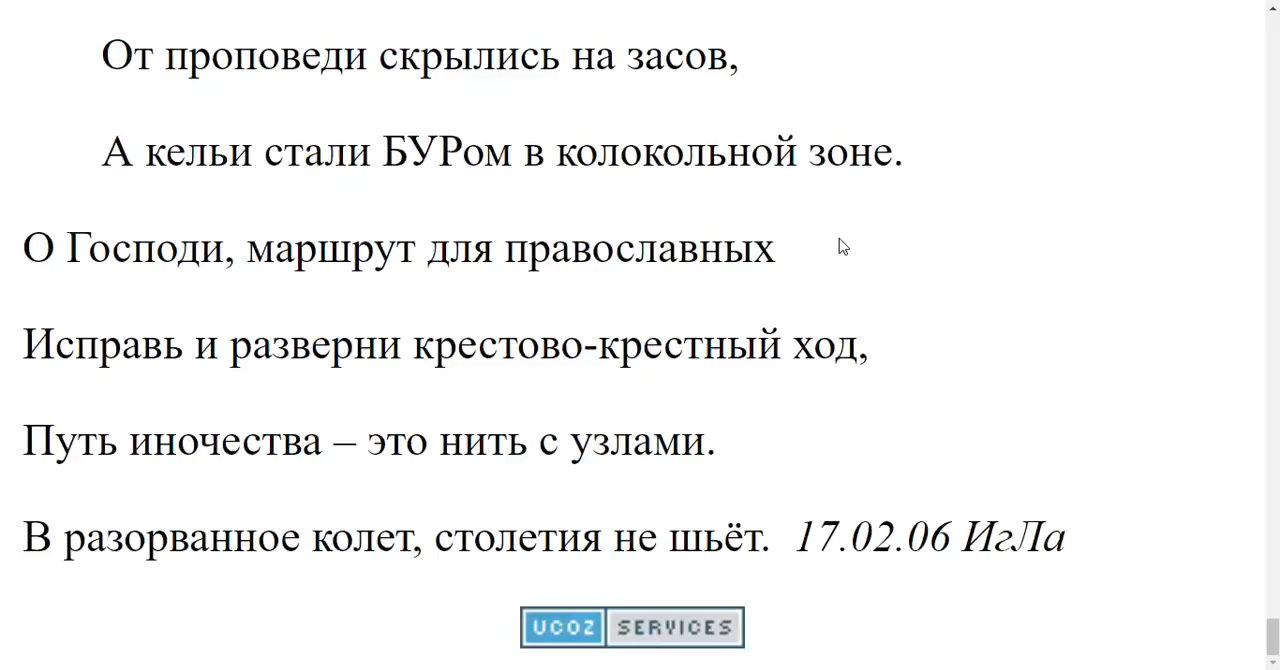 От проповеди скрылись на засов,
А кельи стали БУРом в колокольной зоне.
О Господи, маршрут для православных
Исправь и разверни крестово-крестный ход,
Путь иночества – это нить с узлами.
В разорванное колет, столетия не шьёт. 17.02.06 ИгЛа
UCOZ SERVICES